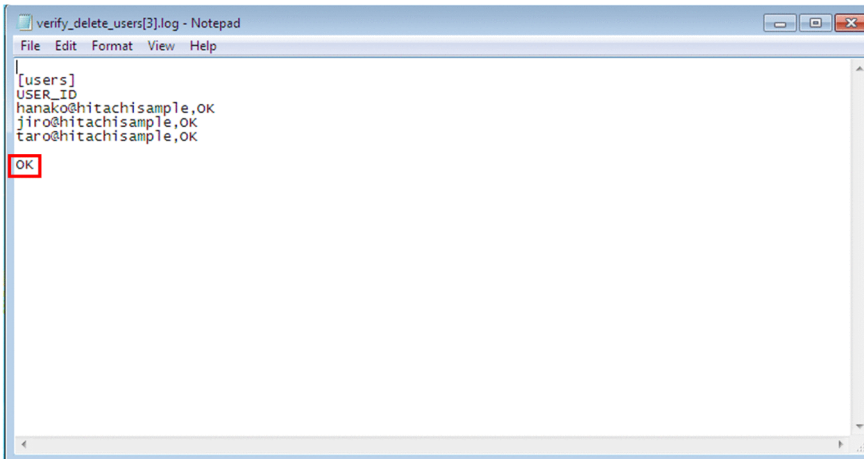 verify_delete_users[3].log - Notepad
File Edit Format View Help
[users]
USER_ID
hanako@hitachisample,OK
jiro@hitachisample,OK
taro@hitachisample,OK
OK